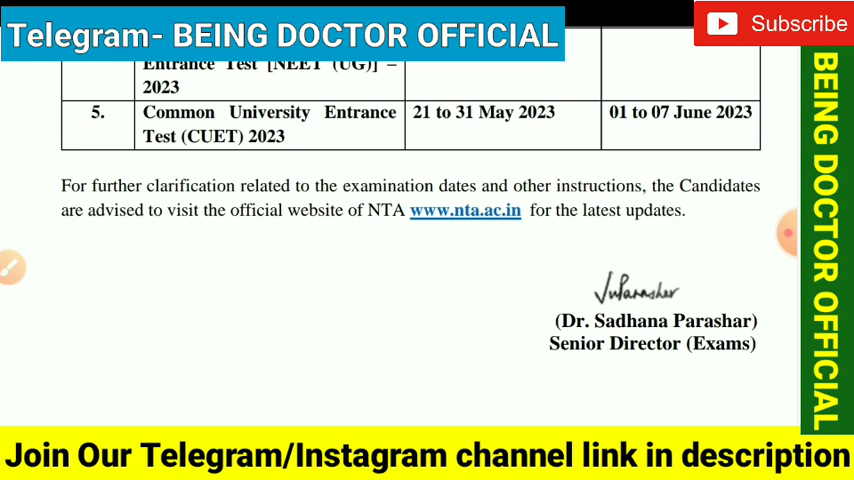 Telegram- BEING DOCTOR OFFICIAL
Subscribe
Entrance Test [NEET (UG)] –
2023
5. Common University Entrance 21 to 31 May 2023 01 to 07 June 2023
Test (CUET) 2023
For further clarification related to the examination dates and other instructions, the Candidates
are advised to visit the official website of NTA www.nta.ac.in for the latest updates.
(Dr. Sadhana Parashar)
Senior Director (Exams)
BEING DOCTOR OFFICIAL
Join Our Telegram/Instagram channel link in description